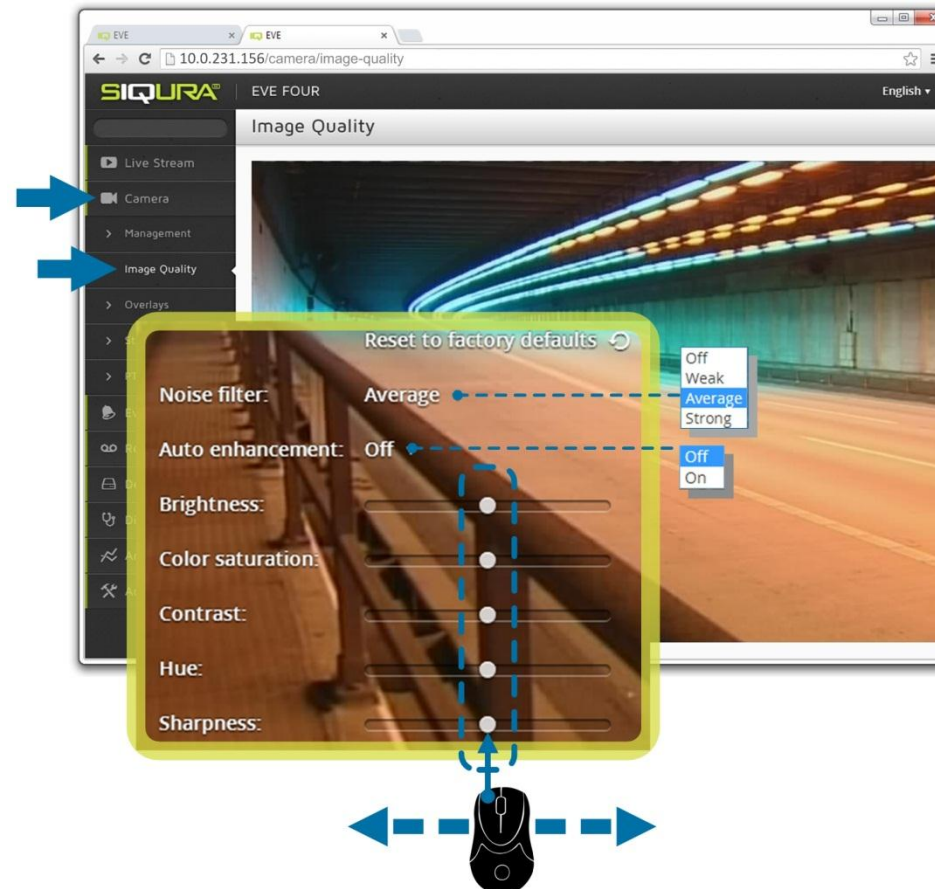 EVE
EVE
10.0.231.156/camera/image-quality
SIQURA
EVE FOUR
English
Image Quality
Live Stream
Camera
Management
Image Quality
Overlays
Reset to factory defaults
Noise filter: Average
Off
Weak
Average
Strong
Auto enhancement: Off
Off
On
Brightness:
Color saturation:
Contrast:
Hue:
Sharpness: